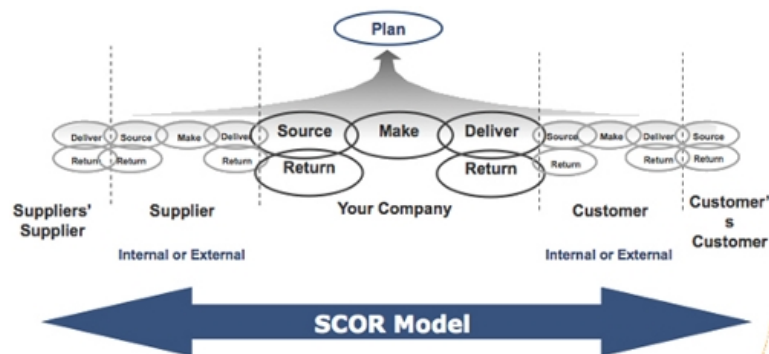 Plan
Deliver Source Make Deliver Source Make Deliver Source Make Deliver Source
Return Return Return Return Return Return Return Return
Suppliers' Supplier Your Company Customer Customer'
Supplier s
Customer
Internal or External Internal or External
SCOR Model